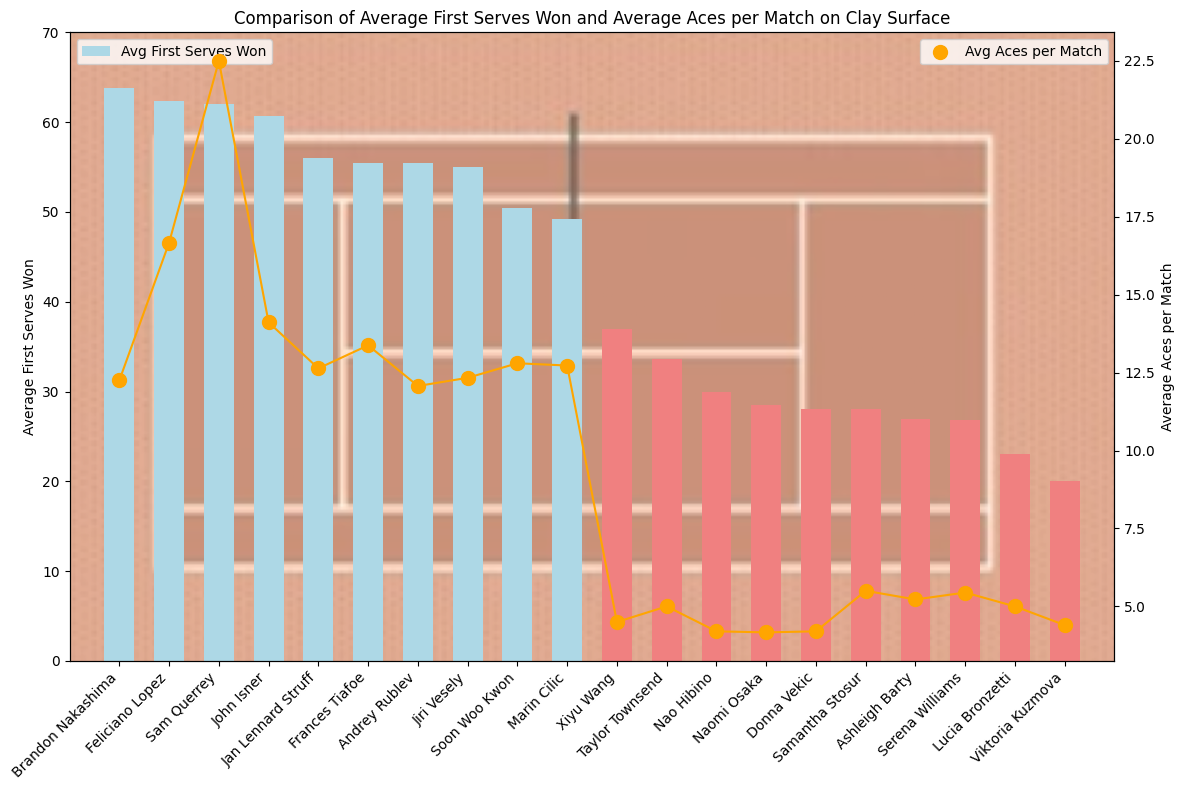 Comparison of Average First Serves Won and Average Aces per Match on Clay Surface
Avg First Serves Won
Avg Aces per Match
Average First Serves Won
70
60
50
40
30
20
10
0
22.5
20.0
17.5
15.0
12.5
10.0
7.5
5.0
Average Aces per Match
Brandon Nakashima
Feliciano Lopez
Sam Querrey
John Isner
Jan Lennard Struff
Frances Tiafoe
Andrey Rublev
Jiri Vesely
Soon Woo Kwon
Marin Cilic
Xiyu Wang
Taylor Townsend
Nao Hibino
Naomi Osaka
Donna Vekic
Samantha Stosur
Ashleigh Barty
Serena Williams
Lucia Bronzetti
Viktoria Kuzmova